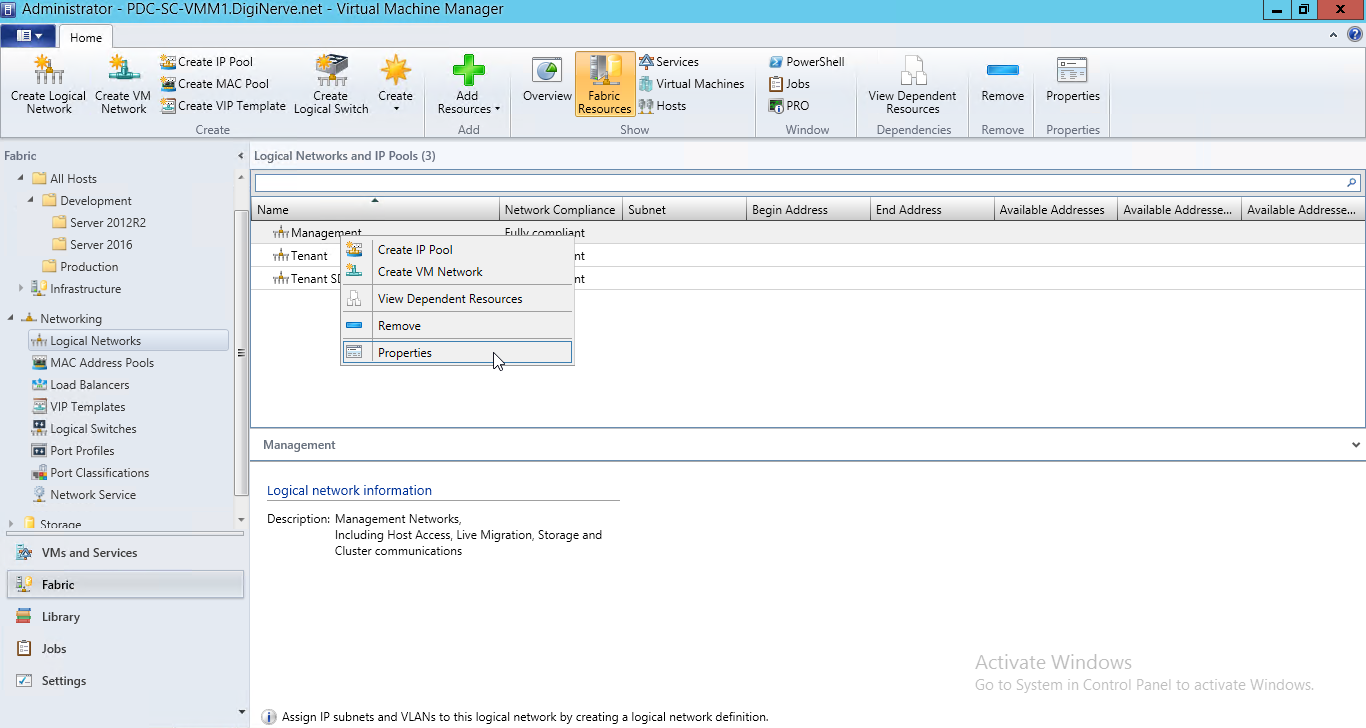 Administrator - PDC-SC-VMM1.DigiNerve.net - Virtual Machine Manager
Home
Create Logical Network
Create VM Network
Create IP Pool
Create MAC Pool
Create VIP Template
Create Logical Switch
Create
Create
Add Resources
Add
Overview
Fabric Resources
Services
Virtual Machines
Hosts
Show
PowerShell
Jobs
PRO
Window
View Dependent Resources
Dependencies
Remove
Remove
Properties
Properties
Fabric
All Hosts
Development
Server 2012R2
Server 2016
Production
Infrastructure
Networking
Logical Networks
MAC Address Pools
Load Balancers
VIP Templates
Logical Switches
Port Profiles
Port Classifications
Network Service
Storage
VMs and Services
Fabric
Library
Jobs
Settings
Logical Networks and IP Pools (3)
Name Network Compliance Subnet Begin Address End Address Available Addresses Available Addresse... Available Addresse...
Management Fully compliant
Tenant nt
Tenant SD nt
Create IP Pool
Create VM Network
View Dependent Resources
Remove
Properties
Management
Logical network information
Description: Management Networks,
Including Host Access, Live Migration, Storage and
Cluster communications
Activate Windows
Go to System in Control Panel to activate Windows.
Assign IP subnets and VLANs to this logical network by creating a logical network definition.